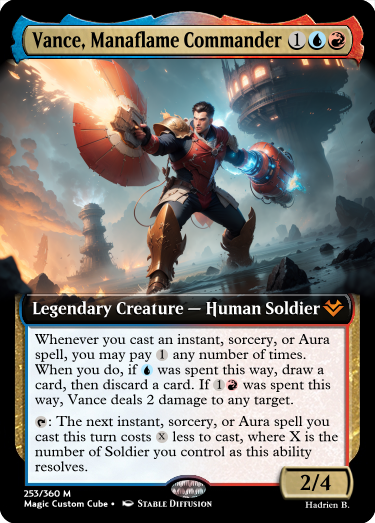 Vance, Manaflame Commander 1
Legendary Creature — Human Soldier
Whenever you cast an instant, sorcery, or Aura
spell, you may pay 1 any number of times.
When you do, if was spent this way, draw a
card, then discard a card. If 1 was spent this
way, Vance deals 2 damage to any target.
: The next instant, sorcery, or Aura spell you
cast this turn costs X less to cast, where X is the
number of Soldier you control as this ability
resolves.
2/4
253/360 M
Magic Custom Cube • Stable Diffusion
Hadrien B.